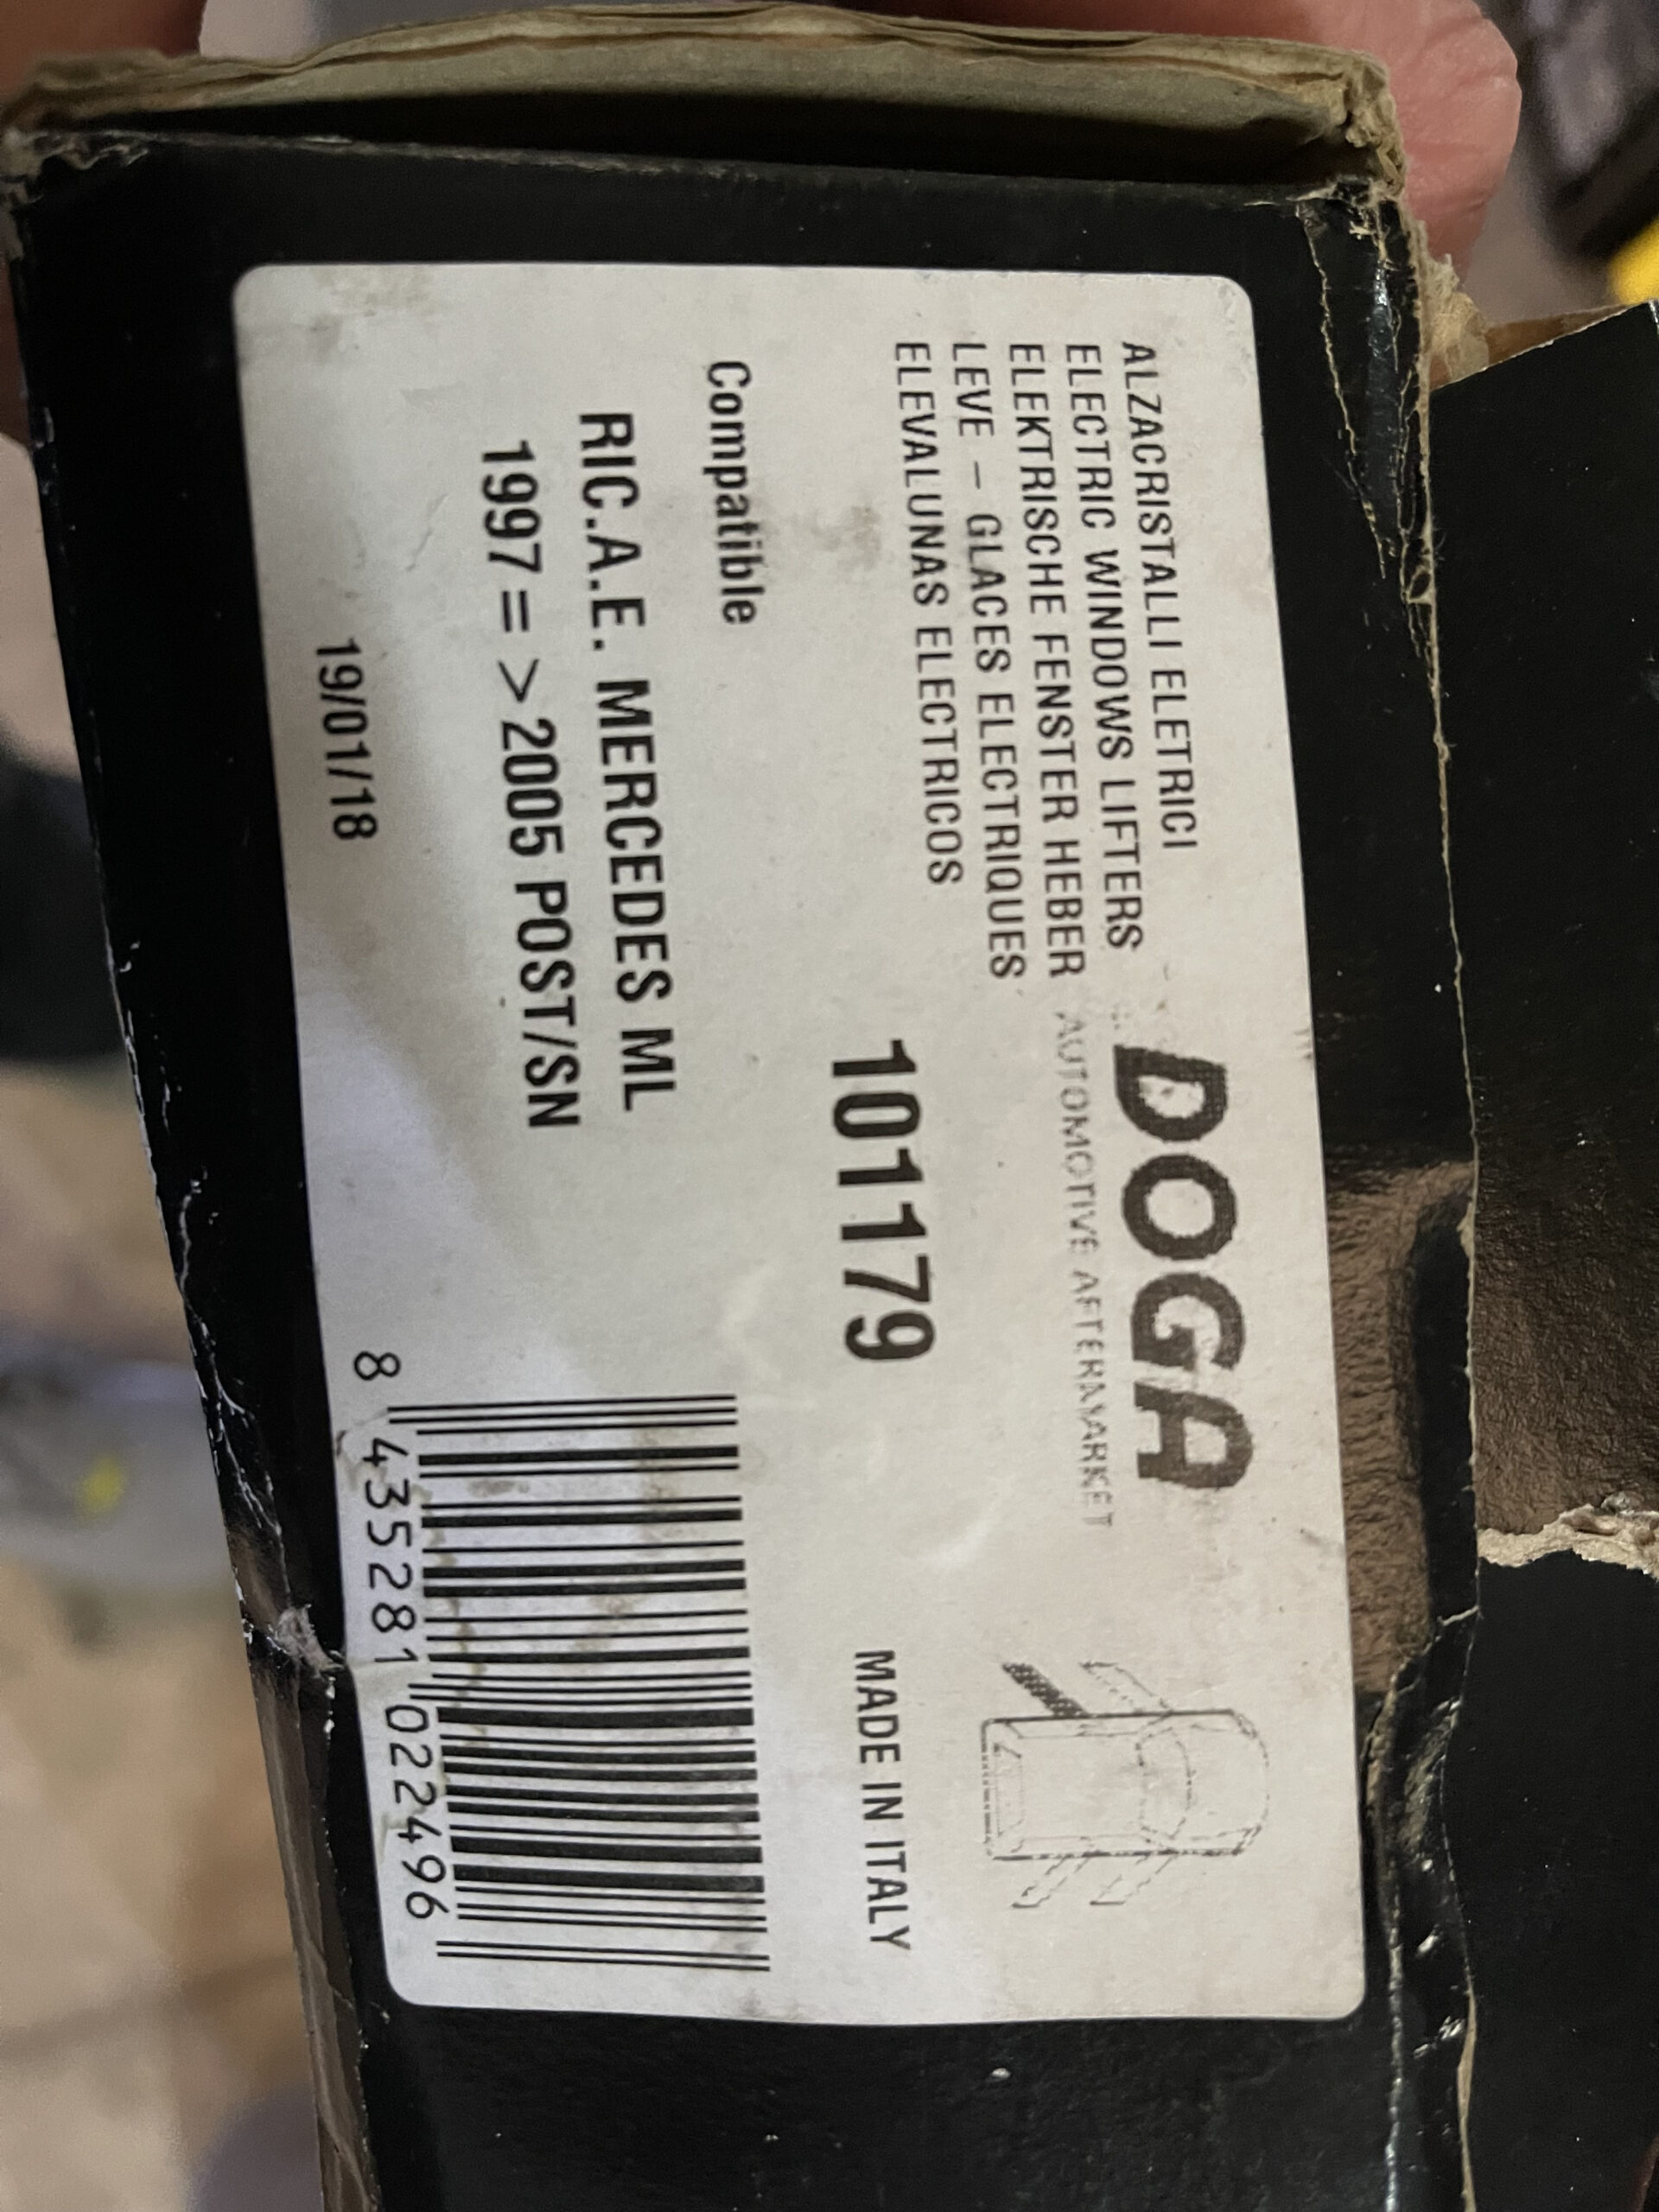 ALZACRISTALLI ELETRICI
ELECTRIC WINDOWS LIFTERS
ELEKTRISCHE FENSTER HEBER
LEVE - GLACES ELECTRIQUES
ELEVALUNAS ELECTRICOS
DOGA
AUTOMOTIVE AFTERMARKET
101179
MADE IN ITALY
Compatible
RIC.A.E. MERCEDES ML
1997 = > 2005 POST/SN
19/01/18
8 435281 022496